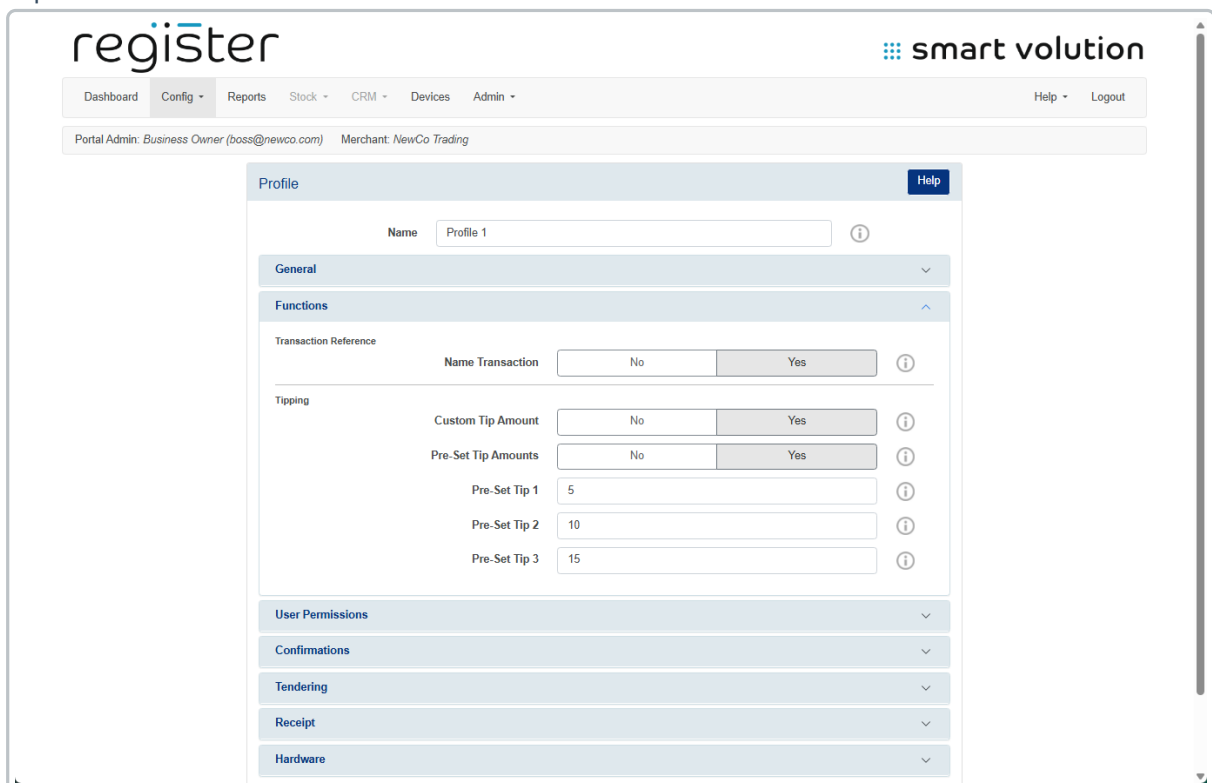 register
smart volution
Dashboard Config Reports Stock CRM Devices Admin Help Logout
Portal Admin: Business Owner (boss@newco.com) Merchant: NewCo Trading
Profile Help
Name Profile 1
General
Functions
Transaction Reference
Name Transaction No Yes
Tipping
Custom Tip Amount No Yes
Pre-Set Tip Amounts No Yes
Pre-Set Tip 1 5
Pre-Set Tip 2 10
Pre-Set Tip 3 15
User Permissions
Confirmations
Tendering
Receipt
Hardware